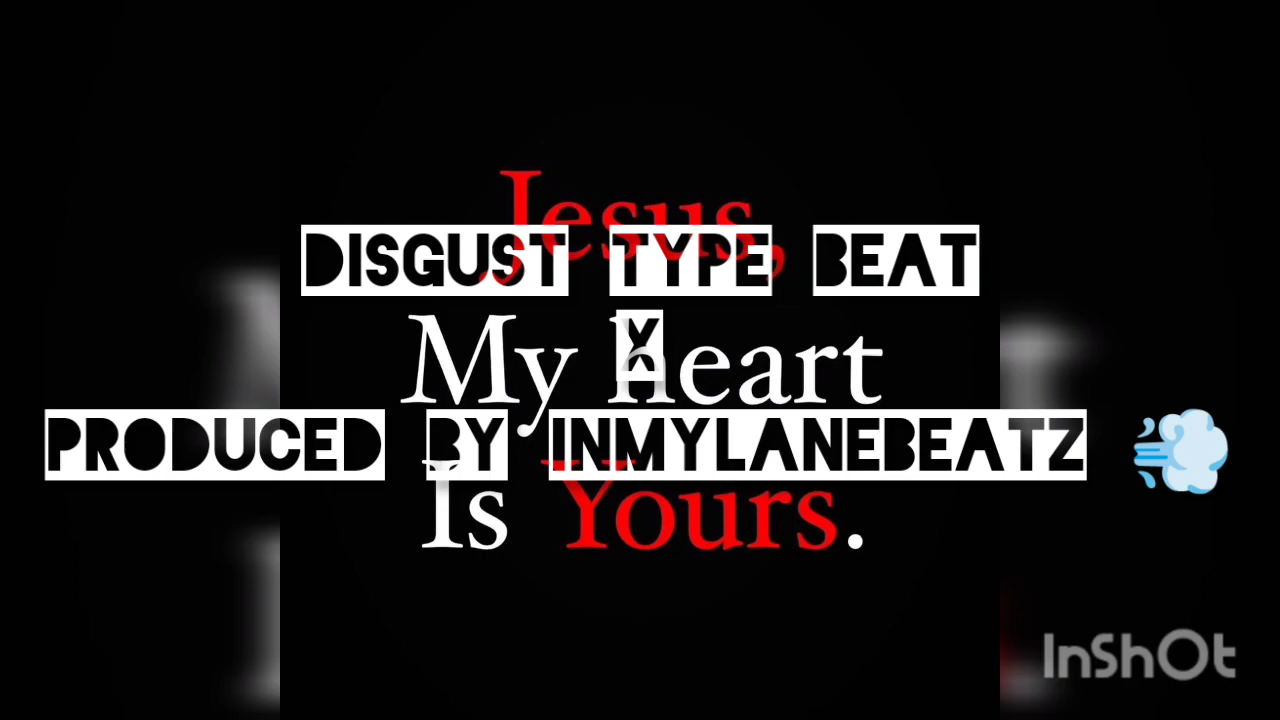 Jesus,
DISGUST TYPE BEAT
My heart
X
PRODUCED BY INMYLANEBEATZ
Is Yours.
InShOt